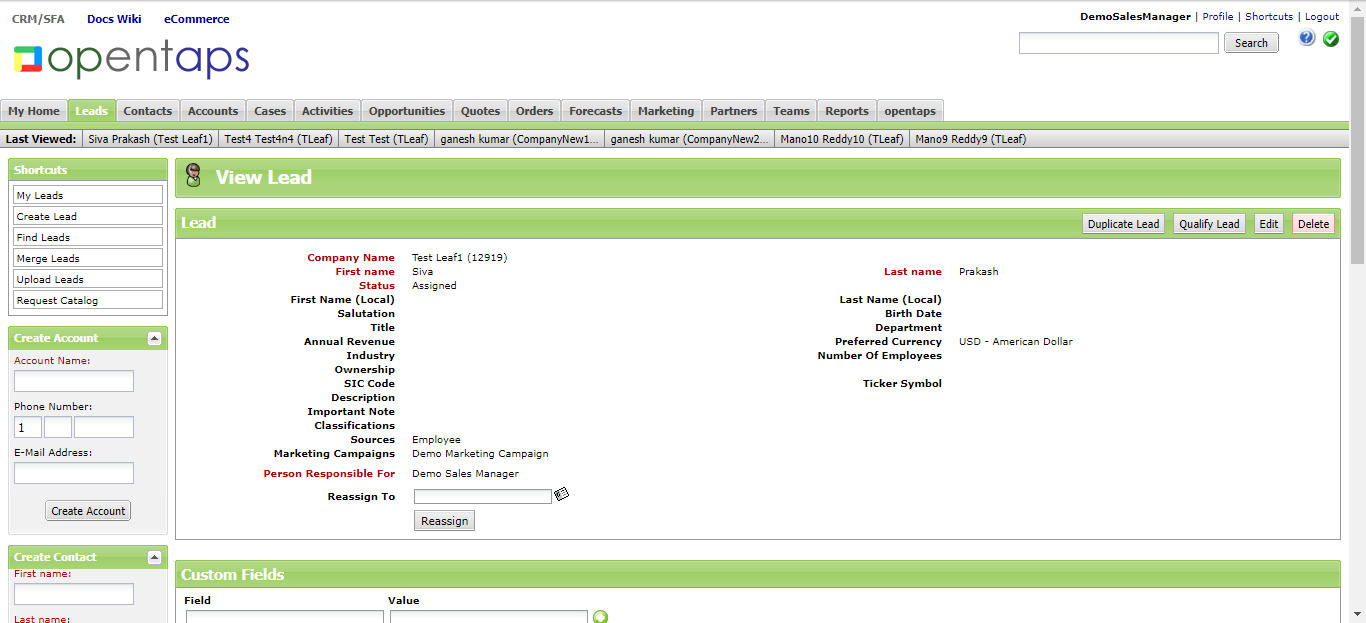 CRM/SFA Docs Wiki eCommerce
DemoSalesManager | Profile | Shortcuts | Logout
opentaps
Search
My Home Leads Contacts Accounts Cases Activities Opportunities Quotes Orders Forecasts Marketing Partners Teams Reports opentaps
Last Viewed: Siva Prakash (Test Leaf1) Test4 Test4n4 (TLeaf) Test Test (TLeaf) ganesh kumar (CompanyNew1... ganesh kumar (CompanyNew2... Mano10 Reddy10 (TLeaf) Mano9 Reddy9 (TLeaf)
Shortcuts
My Leads
Create Lead
Find Leads
Merge Leads
Upload Leads
Request Catalog
Create Account
Account Name:
Phone Number:
1
E-Mail Address:
Create Account
Create Contact
First name:
Last name:
View Lead
Lead
Duplicate Lead Qualify Lead Edit Delete
Company Name Test Leaf1 (12919)
First name Siva Last name Prakash
Status Assigned
First Name (Local) Last Name (Local)
Salutation Birth Date
Title Department
Annual Revenue Preferred Currency USD - American Dollar
Industry Number Of Employees
Ownership
SIC Code Ticker Symbol
Description
Important Note
Classifications
Sources Employee
Marketing Campaigns Demo Marketing Campaign
Person Responsible For Demo Sales Manager
Reassign To
Reassign
Custom Fields
Field Value